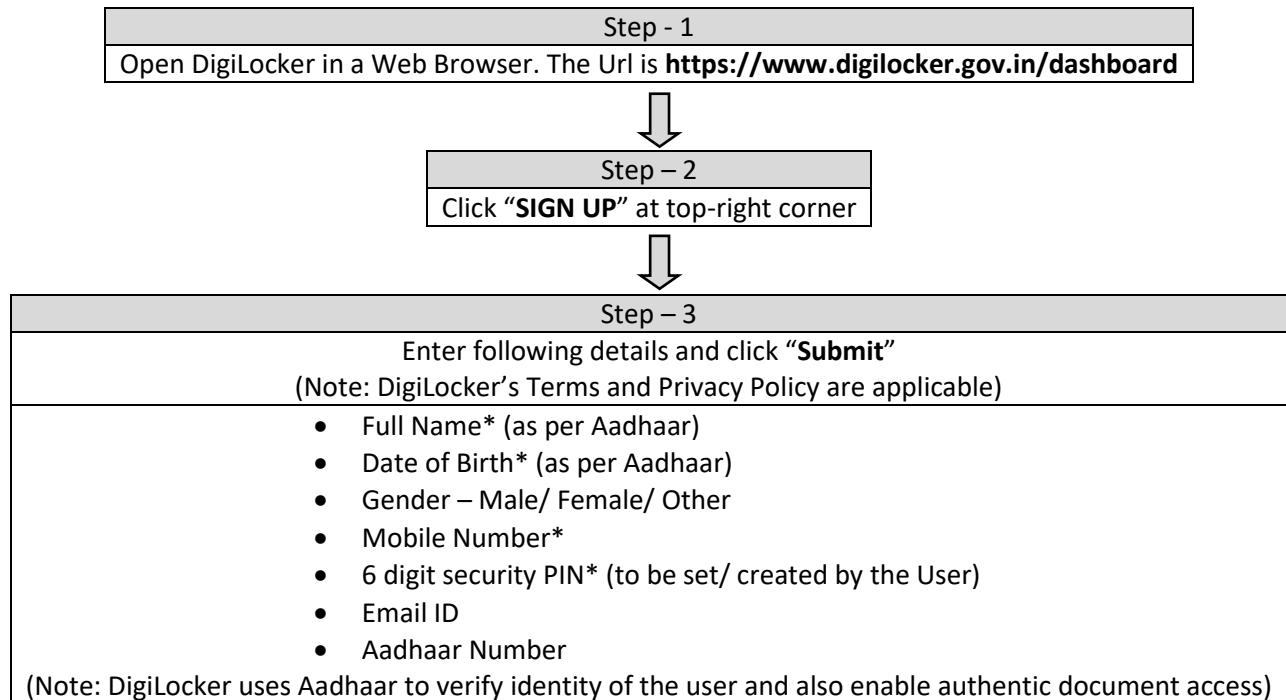 Step - 1
Open DigiLocker in a Web Browser. The Url is https://www.digilocker.gov.in/dashboard
Step – 2
Click “SIGN UP” at top-right corner
Step – 3
Enter following details and click “Submit”
(Note: DigiLocker’s Terms and Privacy Policy are applicable)
• Full Name* (as per Aadhaar)
• Date of Birth* (as per Aadhaar)
• Gender – Male/ Female/ Other
• Mobile Number*
• 6 digit security PIN* (to be set/ created by the User)
• Email ID
• Aadhaar Number
(Note: DigiLocker uses Aadhaar to verify identity of the user and also enable authentic document access)